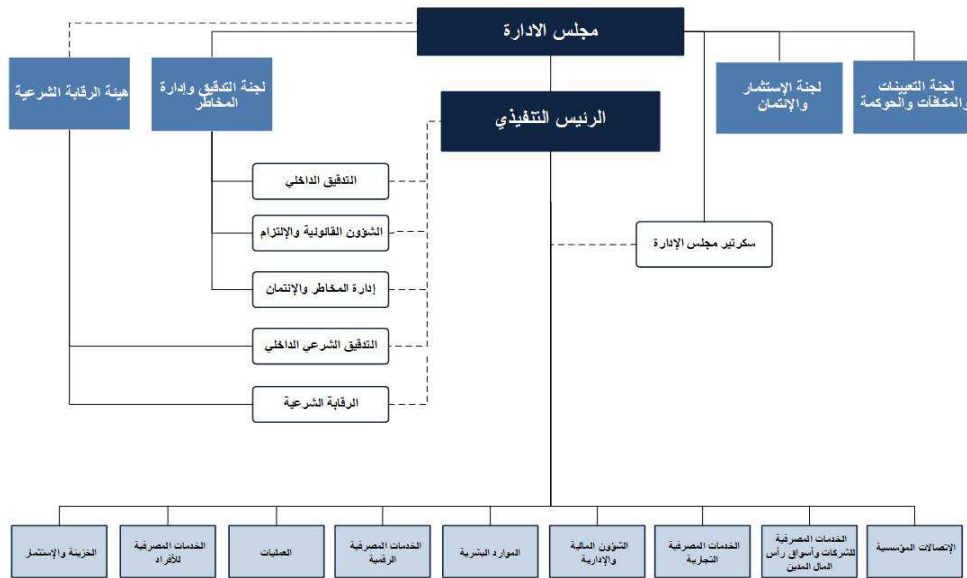 مجلس الادارة
لجنة التعيينات
والمكافآت والحوكمة
لجنة الإستثمار
والإئتمان
لجنة التدقيق وإدارة
المخاطر
هيئة الرقابة الشرعية
الرئيس التنفيذي
التدقيق الداخلي
الشؤون القانونية والإلتزام
سكرتير مجلس الإدارة
إدارة المخاطر والإئتمان
التدقيق الشرعي الداخلي
الرقابة الشرعية
الإتصالات المؤسسية
الخدمات المصرفية
للشركات وأسواق رأس
المال المدين
الخدمات المصرفية
التجارية
الشؤون المالية
والإدارية
الموارد البشرية
الخدمات المصرفية
الرقمية
العمليات
الخدمات المصرفية
للأفراد
الخزينة والإستثمار